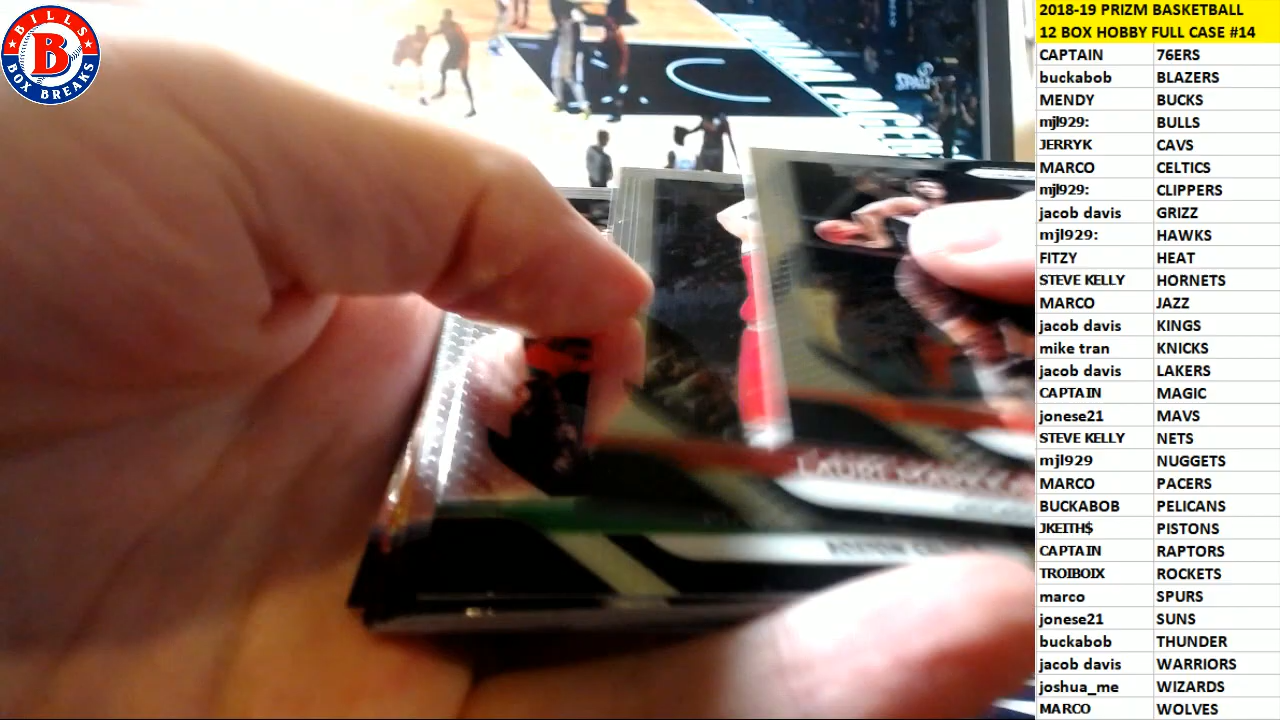 BILLS
B
BOX BREAKS
SPALDING
2018-19 PRIZM BASKETBALL
12 BOX HOBBY FULL CASE #14
CAPTAIN 76ERS
buckabob BLAZERS
MENDY BUCKS
mjl929: BULLS
JERRYK CAVS
MARCO CELTICS
mjl929: CLIPPERS
jacob davis GRIZZ
mjl929: HAWKS
FITZY HEAT
STEVE KELLY HORNETS
MARCO JAZZ
jacob davis KINGS
mike tran KNICKS
jacob davis LAKERS
CAPTAIN MAGIC
jonese21 MAVS
STEVE KELLY NETS
mjl929 NUGGETS
MARCO PACERS
BUCKABOB PELICANS
JKEITH$ PISTONS
CAPTAIN RAPTORS
TROIBOIX ROCKETS
marco SPURS
jonese21 SUNS
buckabob THUNDER
jacob davis WARRIORS
joshua_me WIZARDS
MARCO WOLVES
LAURI
BOSTON